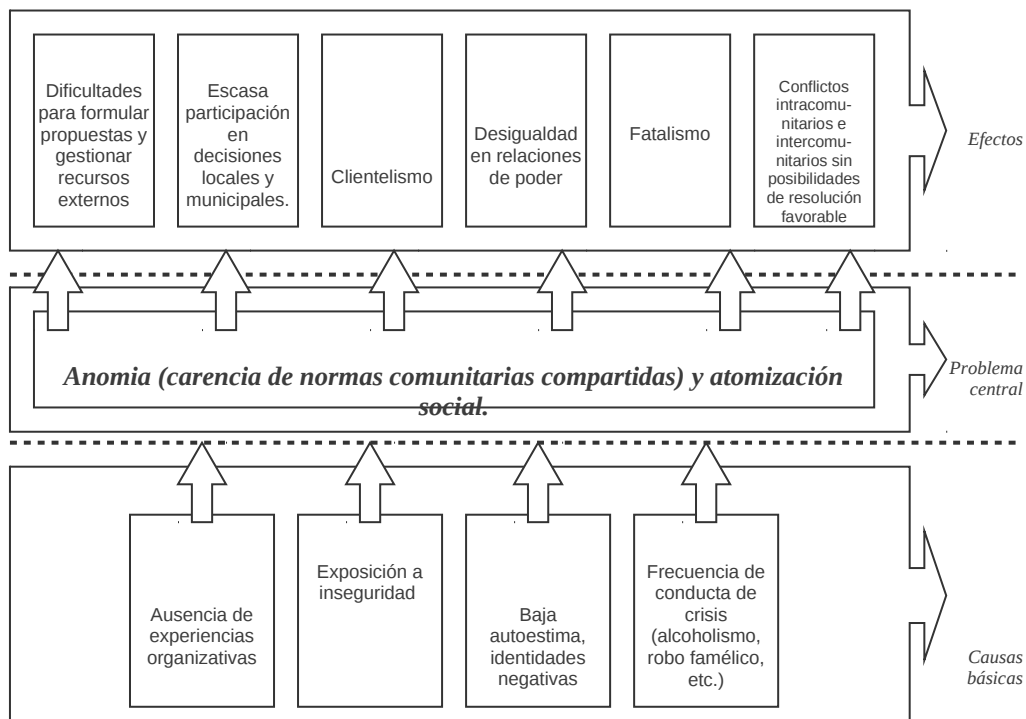 Dificultades
para formular
propuestas y
gestionar
recursos
externos
Escasa
participación
en
decisiones
locales y
municipales.
Clientelismo
Desigualdad
en relaciones
de poder
Fatalismo
Conflictos
intracomu-
nitarios e
intercomu-
nitarios sin
posibilidades
de resolución
favorable
Efectos
Anomia (carencia de normas comunitarias compartidas) y atomización
social.
Problema
central
Ausencia de
experiencias
organizativas
Exposición a
inseguridad
Baja
autoestima,
identidades
negativas
Frecuencia de
conducta de
crisis
(alcoholismo,
robo famélico,
etc.)
Causas
básicas